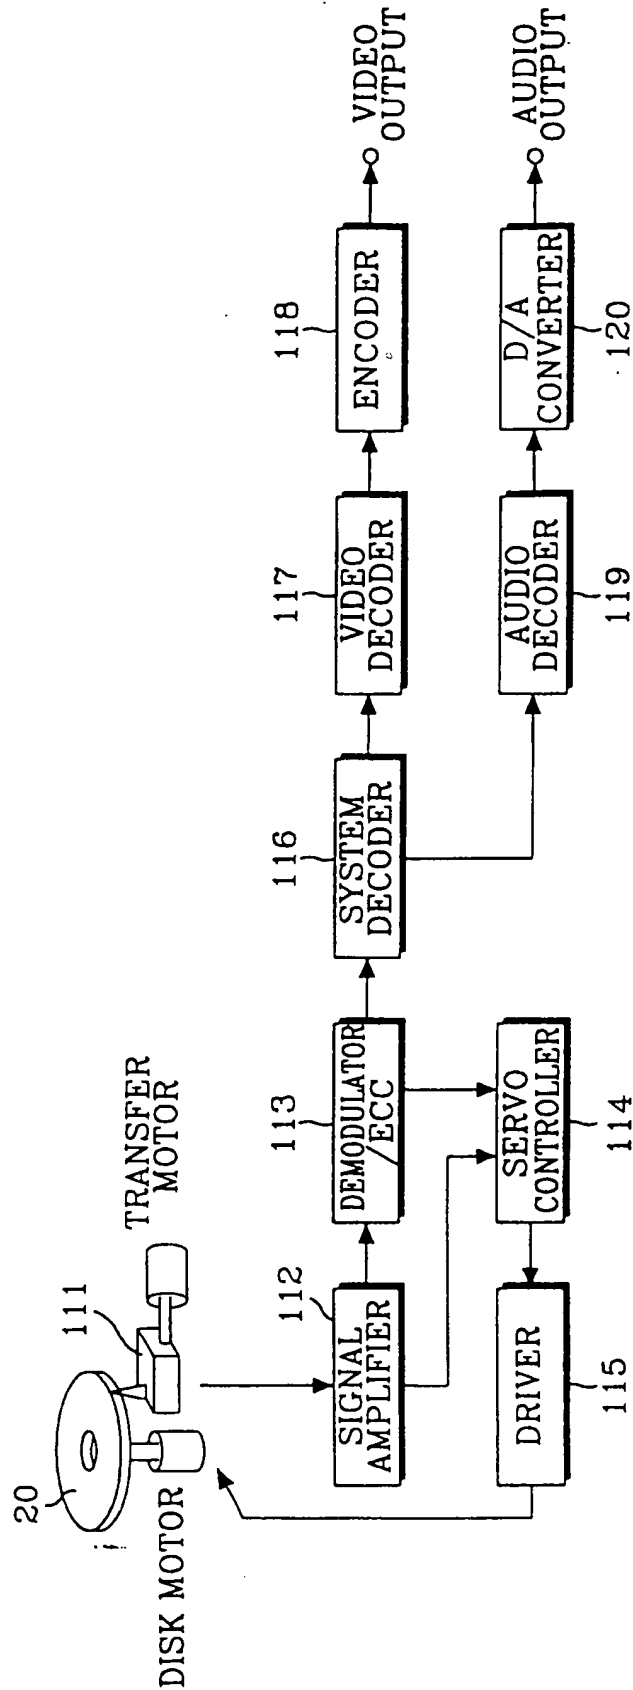 20
111
TRANSFER
MOTOR
DISK MOTOR
112
SIGNAL
AMPLIFIER
113
DEMODULATOR
/ECC
116
SYSTEM
DECODER
117
VIDEO
DECODER
118
ENCODER
VIDEO
OUTPUT
DRIVER
115
SERVO
CONTROLLER
114
AUDIO
DECODER
119
D/A
CONVERTER
120
AUDIO
OUTPUT